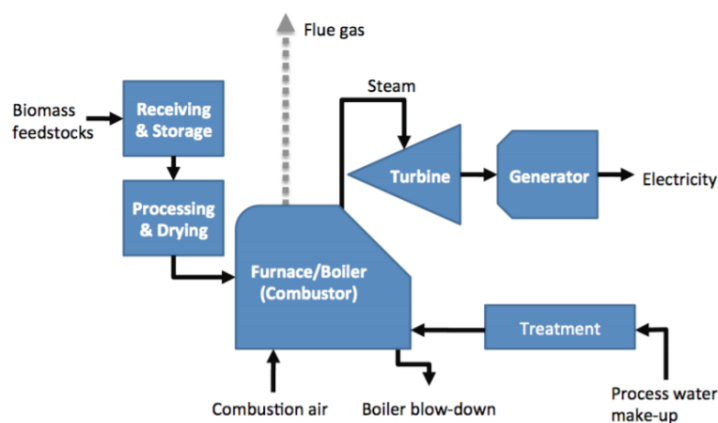 Flue gas
Steam
Biomass
feedstocks
Receiving
& Storage
Turbine
Generator
Electricity
Processing
& Drying
Furnace/Boiler
(Combustor)
Treatment
Combustion air
Boiler blow-down
Process water
make-up